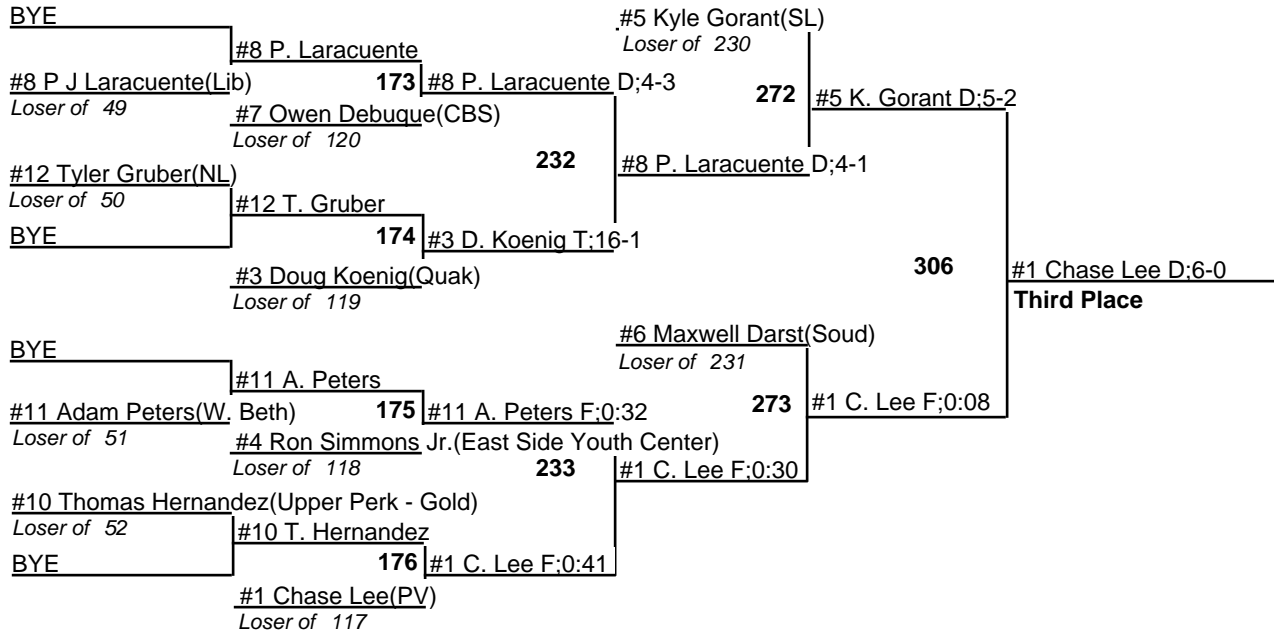 BYE
#8 P. Laracuente
#8 P J Laracuente(Lib)
Loser of 49
173
#8 P. Laracuente D;4-3
#7 Owen Debuque(CBS)
Loser of 120
232
#12 Tyler Gruber(NL)
Loser of 50
#12 T. Gruber
BYE
174
#3 D. Koenig T;16-1
#3 Doug Koenig(Quak)
Loser of 119
#5 Kyle Gorant(SL)
Loser of 230
272
#5 K. Gorant D;5-2
#8 P. Laracuente D;4-1
306
#1 Chase Lee D;6-0
Third Place
BYE
#11 A. Peters
#11 Adam Peters(W. Beth)
Loser of 51
175
#11 A. Peters F;0:32
#4 Ron Simmons Jr.(East Side Youth Center)
Loser of 118
233
#10 Thomas Hernandez(Upper Perk - Gold)
Loser of 52
#10 T. Hernandez
BYE
176
#1 C. Lee F;0:41
#1 Chase Lee(PV)
Loser of 117
#6 Maxwell Darst(Soud)
Loser of 231
273
#1 C. Lee F;0:08
#1 C. Lee F;0:30